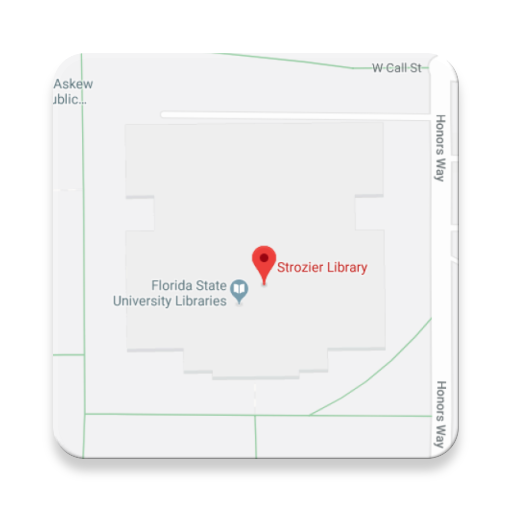 W Call St
Askew
ublic...
Honors Way
Strozier Library
Florida State
University Libraries
Honors Way